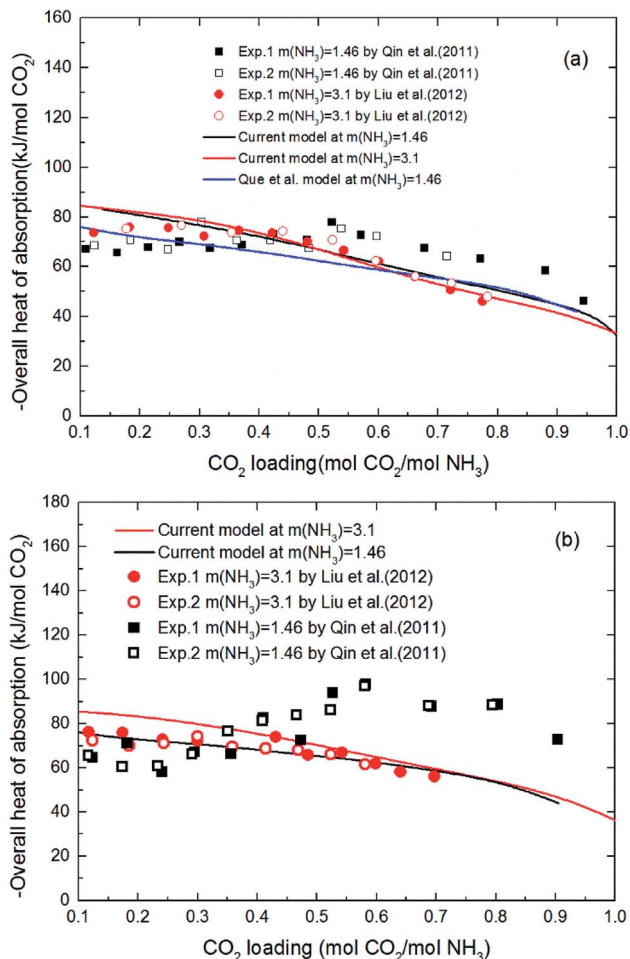 (a)
Exp.1 m(NH₃)=1.46 by Qin et al.(2011)
Exp.2 m(NH₃)=1.46 by Qin et al.(2011)
Exp.1 m(NH₃)=3.1 by Liu et al.(2012)
Exp.2 m(NH₃)=3.1 by Liu et al.(2012)
Current model at m(NH₃)=1.46
Current model at m(NH₃)=3.1
Que et al. model at m(NH₃)=1.46
-Overall heat of absorption(kJ/mol CO₂)
160
140
120
100
80
60
40
20
0
0.1 0.2 0.3 0.4 0.5 0.6 0.7 0.8 0.9 1.0
CO₂ loading(mol CO₂/mol NH₃)
(b)
Current model at m(NH₃)=3.1
Current model at m(NH₃)=1.46
Exp.1 m(NH₃)=3.1 by Liu et al.(2012)
Exp.2 m(NH₃)=3.1 by Liu et al.(2012)
Exp.1 m(NH₃)=1.46 by Qin et al.(2011)
Exp.2 m(NH₃)=1.46 by Qin et al.(2011)
-Overall heat of absorption (kJ/mol CO₂)
180
160
140
120
100
80
60
40
20
0
0.1 0.2 0.3 0.4 0.5 0.6 0.7 0.8 0.9 1.0
CO₂ loading (mol CO₂/mol NH₃)